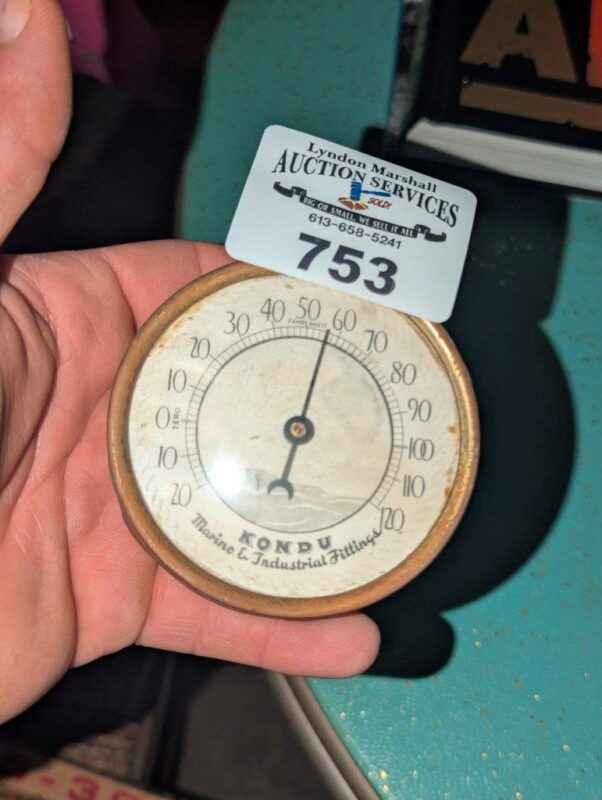 Lyndon Marshall
AUCTION SERVICES
SOLD!
BIG OR SMALL, WE SELL IT ALL
613-658-5241
753
20 10 0 10 20 30 40 50 60 70 80 90 100 110 120
ZERO
FAHRENHEIT
KONDU
Marine & Industrial Fittings
A